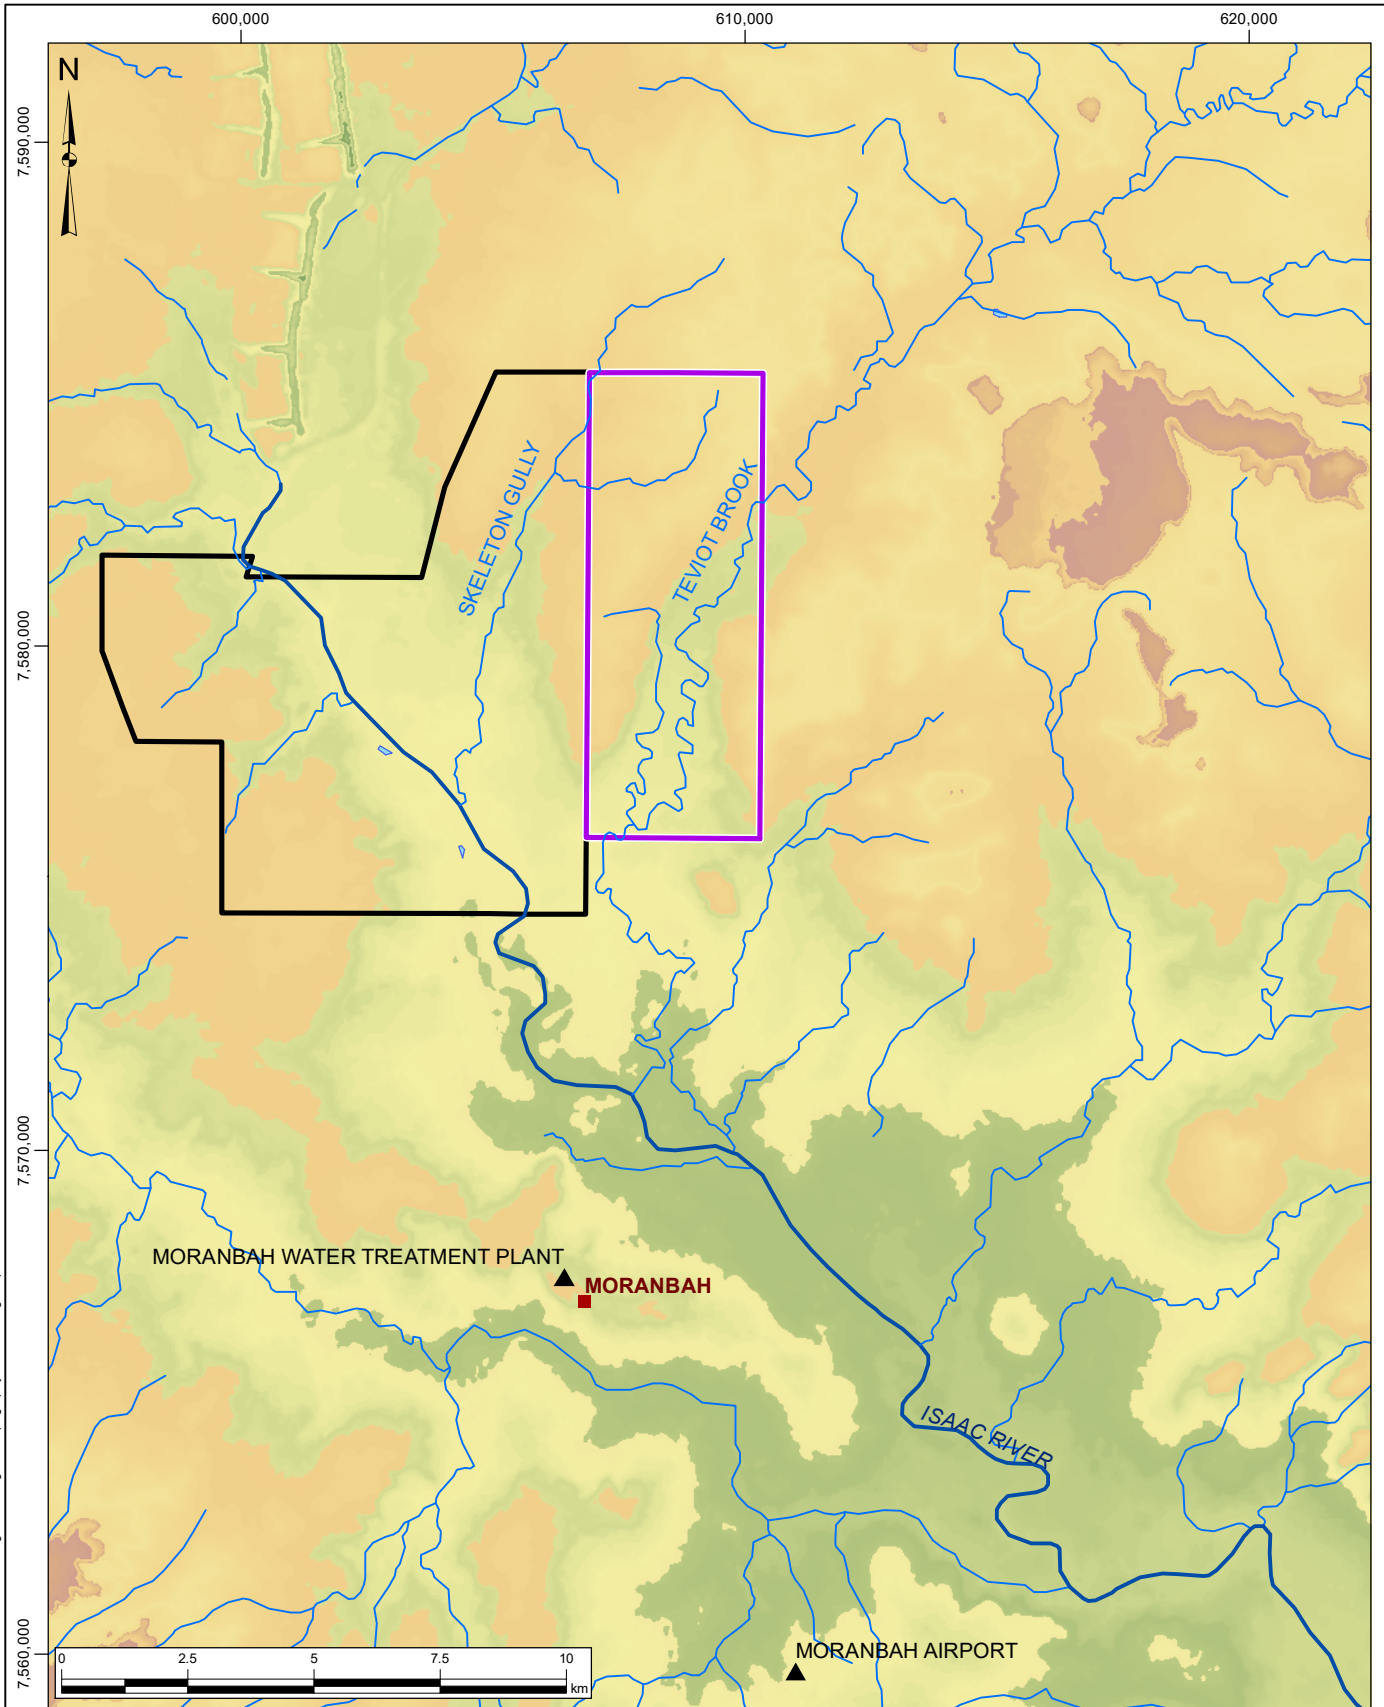 600,000
610,000
620,000
N
7,590,000
SKELETON GULLY
TEVIOT BROOK
7,580,000
7,570,000
MORANBAH WATER TREATMENT PLANT
MORANBAH
ISAAC RIVER
7,560,000
MORANBAH AIRPORT
0 2.5 5 7.5 10
km